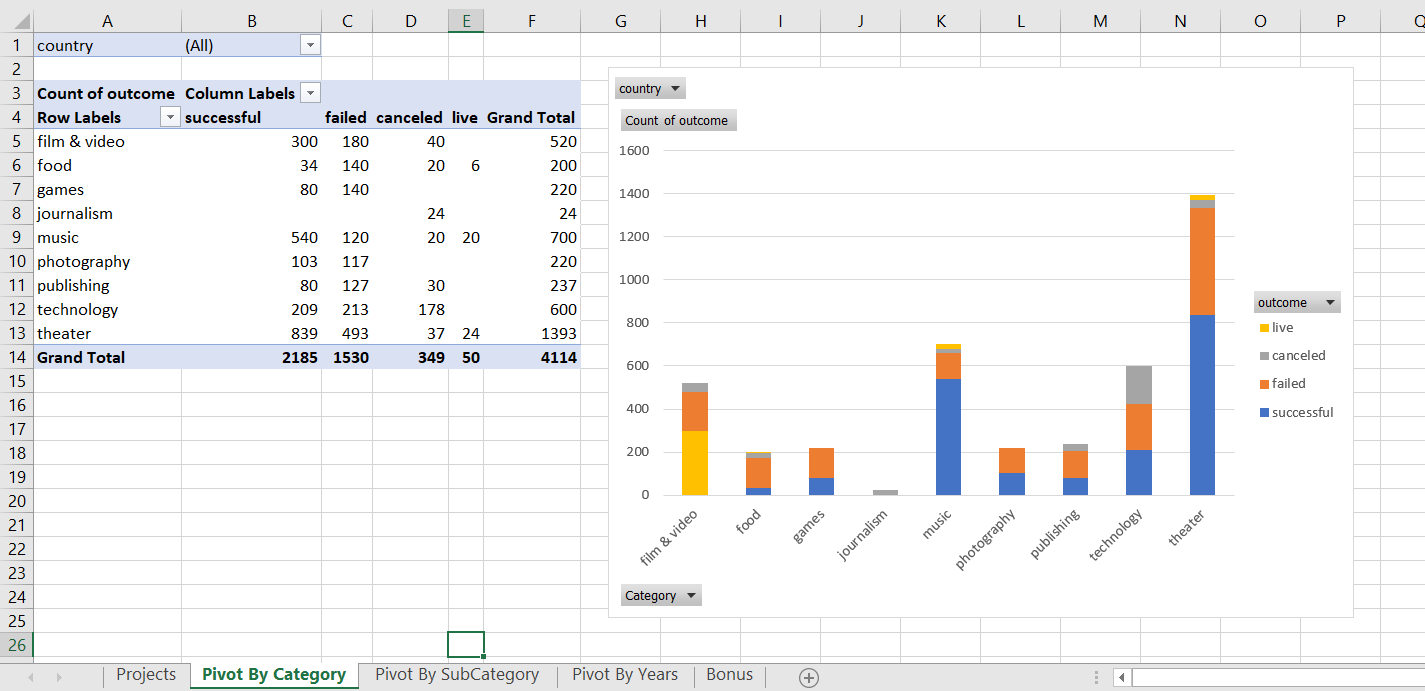 A B C D E F G H I J K L M N O P Q
1 country (All)
2
3 Count of outcome Column Labels
4 Row Labels successful failed canceled live Grand Total
5 film & video 300 180 40 520
6 food 34 140 20 6 200
7 games 80 140 220
8 journalism 24 24
9 music 540 120 20 20 700
10 photography 103 117 220
11 publishing 80 127 30 237
12 technology 209 213 178 600
13 theater 839 493 37 24 1393
14 Grand Total 2185 1530 349 50 4114
15
16
17
18
19
20
21
22
23
24
25
26
country
Count of outcome
1600
1400
1200
1000
800
600
400
200
0
film & video food games journalism music photography publishing technology theater
outcome
live
canceled
failed
successful
Category
Projects Pivot By Category Pivot By SubCategory Pivot By Years Bonus